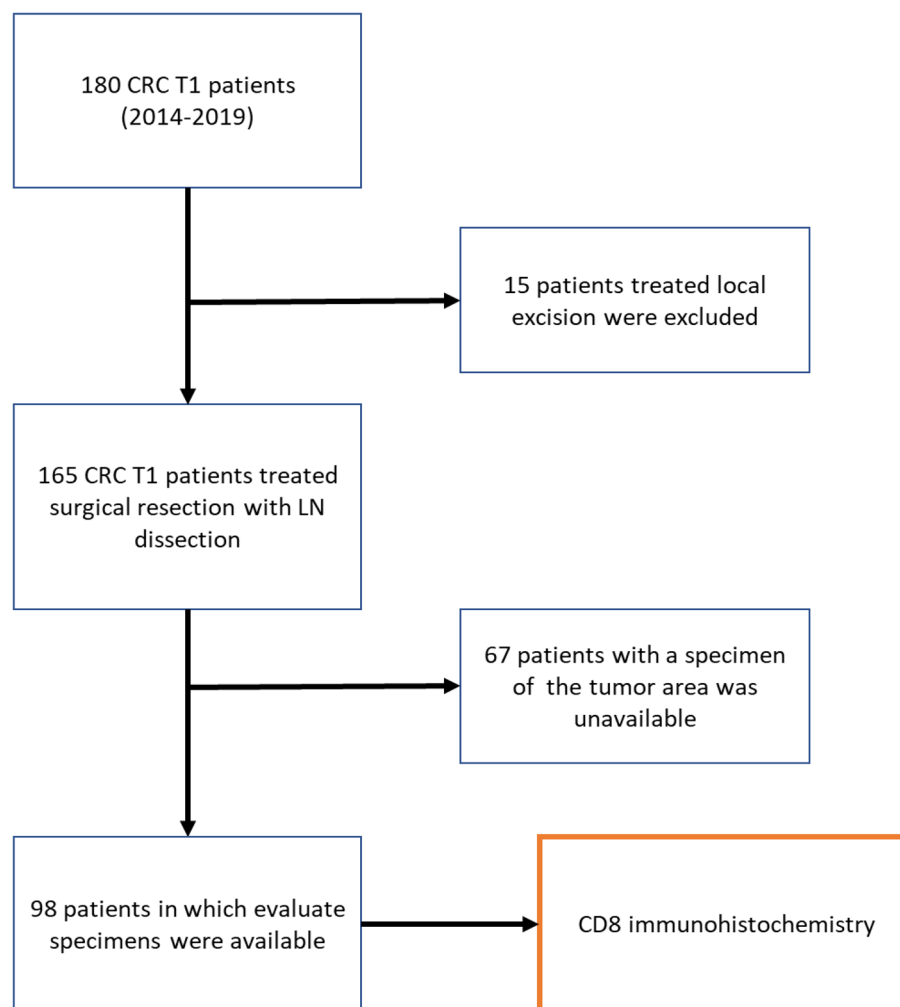 180 CRC T1 patients
(2014-2019)
15 patients treated local
excision were excluded
165 CRC T1 patients treated
surgical resection with LN
dissection
67 patients with a specimen
of the tumor area was
unavailable
98 patients in which evaluate
specimens were available
CD8 immunohistochemistry